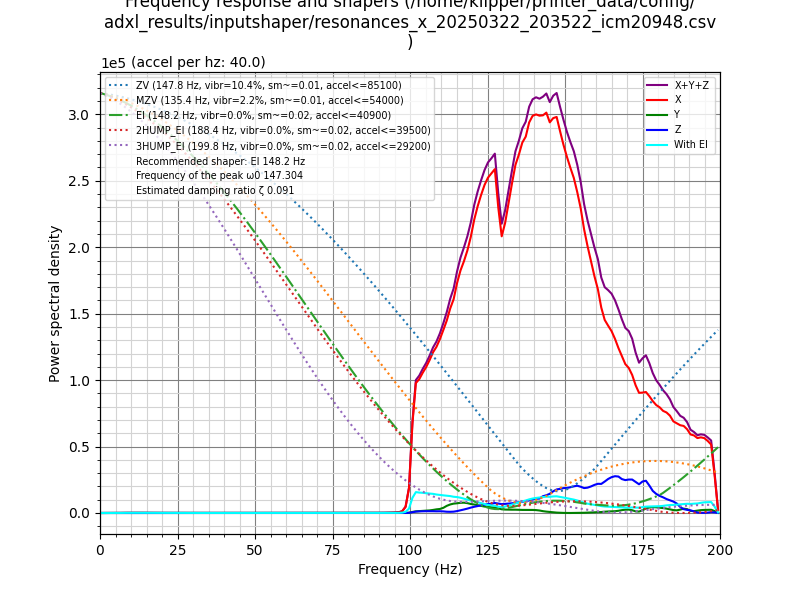 Frequency response and shapers (/home/klipper/printer_data/config/
adxl_results/inputshaper/resonances_x_20250322_203522_icm20948.csv
)
1e5 (accel per hz: 40.0)
ZV (147.8 Hz, vibr=10.4%, sm~=0.01, accel<=85100)
MZV (135.4 Hz, vibr=2.2%, sm~=0.01, accel<=54000)
EI (148.2 Hz, vibr=0.0%, sm~=0.02, accel<=40900)
2HUMP_EI (188.4 Hz, vibr=0.0%, sm~=0.02, accel<=39500)
3HUMP_EI (199.8 Hz, vibr=0.0%, sm~=0.02, accel<=29200)
Recommended shaper: EI 148.2 Hz
Frequency of the peak ω0 147.304
Estimated damping ratio ζ 0.091
X+Y+Z
X
Y
Z
With EI
Power spectral density
3.0
2.5
2.0
1.5
1.0
0.5
0.0
0 25 50 75 100 125 150 175 200
Frequency (Hz)